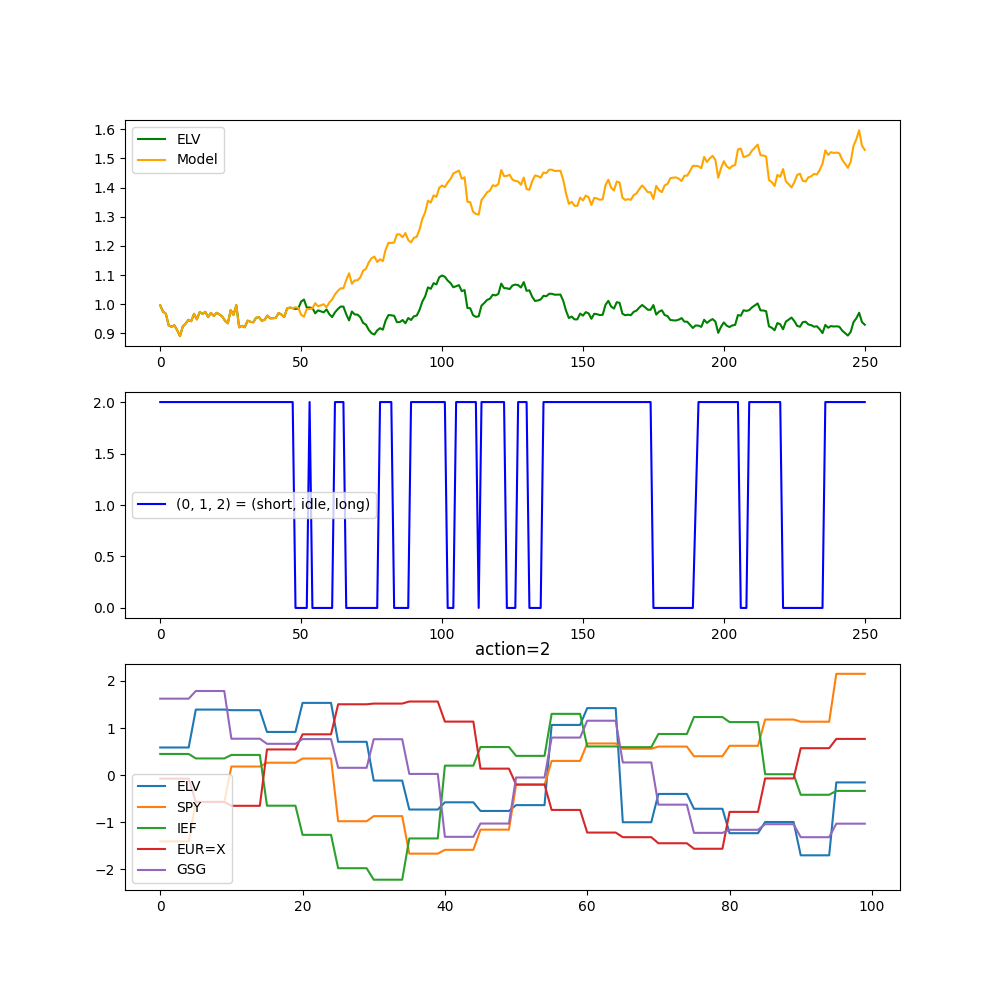 1.6
1.5
1.4
1.3
1.2
1.1
1.0
0.9
ELV
Model
0 50 100 150 200 250
2.0
1.5
1.0
0.5
0.0
(0, 1, 2) = (short, idle, long)
0 50 100 150 200 250
action=2
2
1
0
−1
−2
ELV
SPY
IEF
EUR=X
GSG
0 20 40 60 80 100